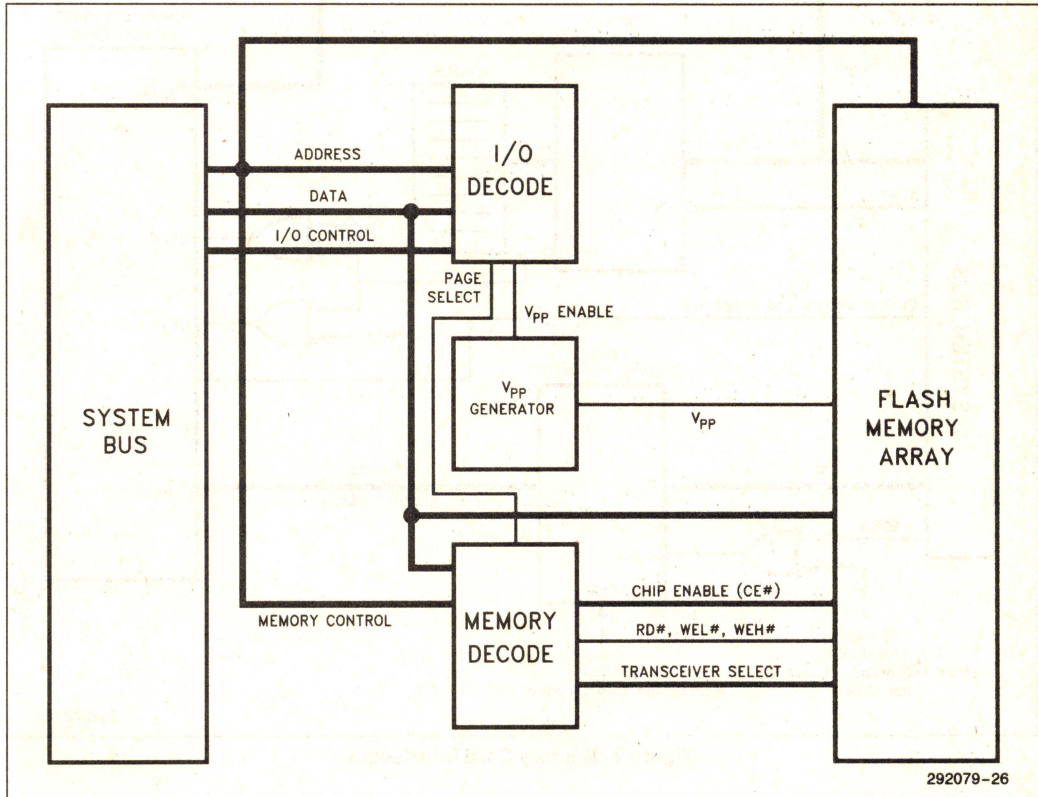 ADDRESS
DATA
I/O CONTROL
I/O
DECODE
PAGE
SELECT
VPP ENABLE
VPP
GENERATOR
VPP
SYSTEM
BUS
FLASH
MEMORY
ARRAY
MEMORY CONTROL
MEMORY
DECODE
CHIP ENABLE (CE#)
RD#, WEL#, WEH#
TRANSCEIVER SELECT
292079-26